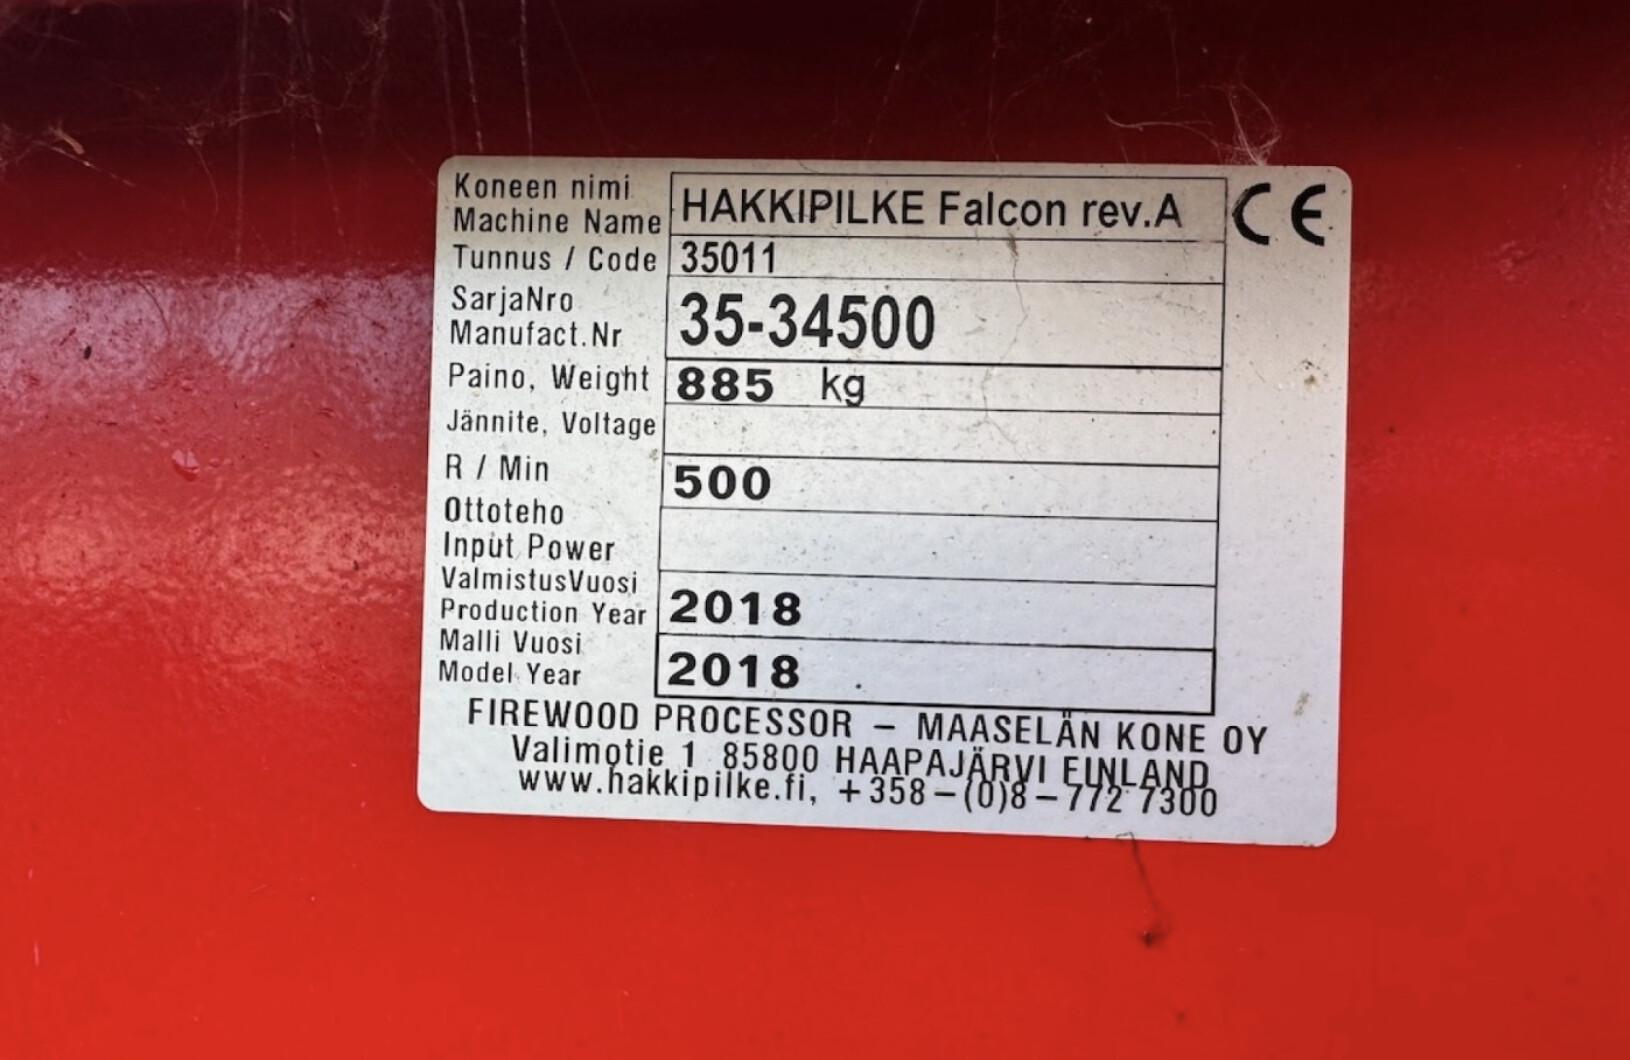 Koneen nimi
Machine Name HAKKIPILKE Falcon rev.A CE
Tunnus / Code 35011
SarjaNro
Manufact.Nr 35-34500
Paino, Weight 885 kg
Jännite, Voltage
R / Min 500
Ottoteho
Input Power
ValmistusVuosi
Production Year 2018
Malli Vuosi
Model Year 2018
FIREWOOD PROCESSOR – MAASELÄN KONE OY
Valimotie 1 85800 HAAPAJÄRVI FINLAND
www.hakkipilke.fi, +358–(0)8–772 7300